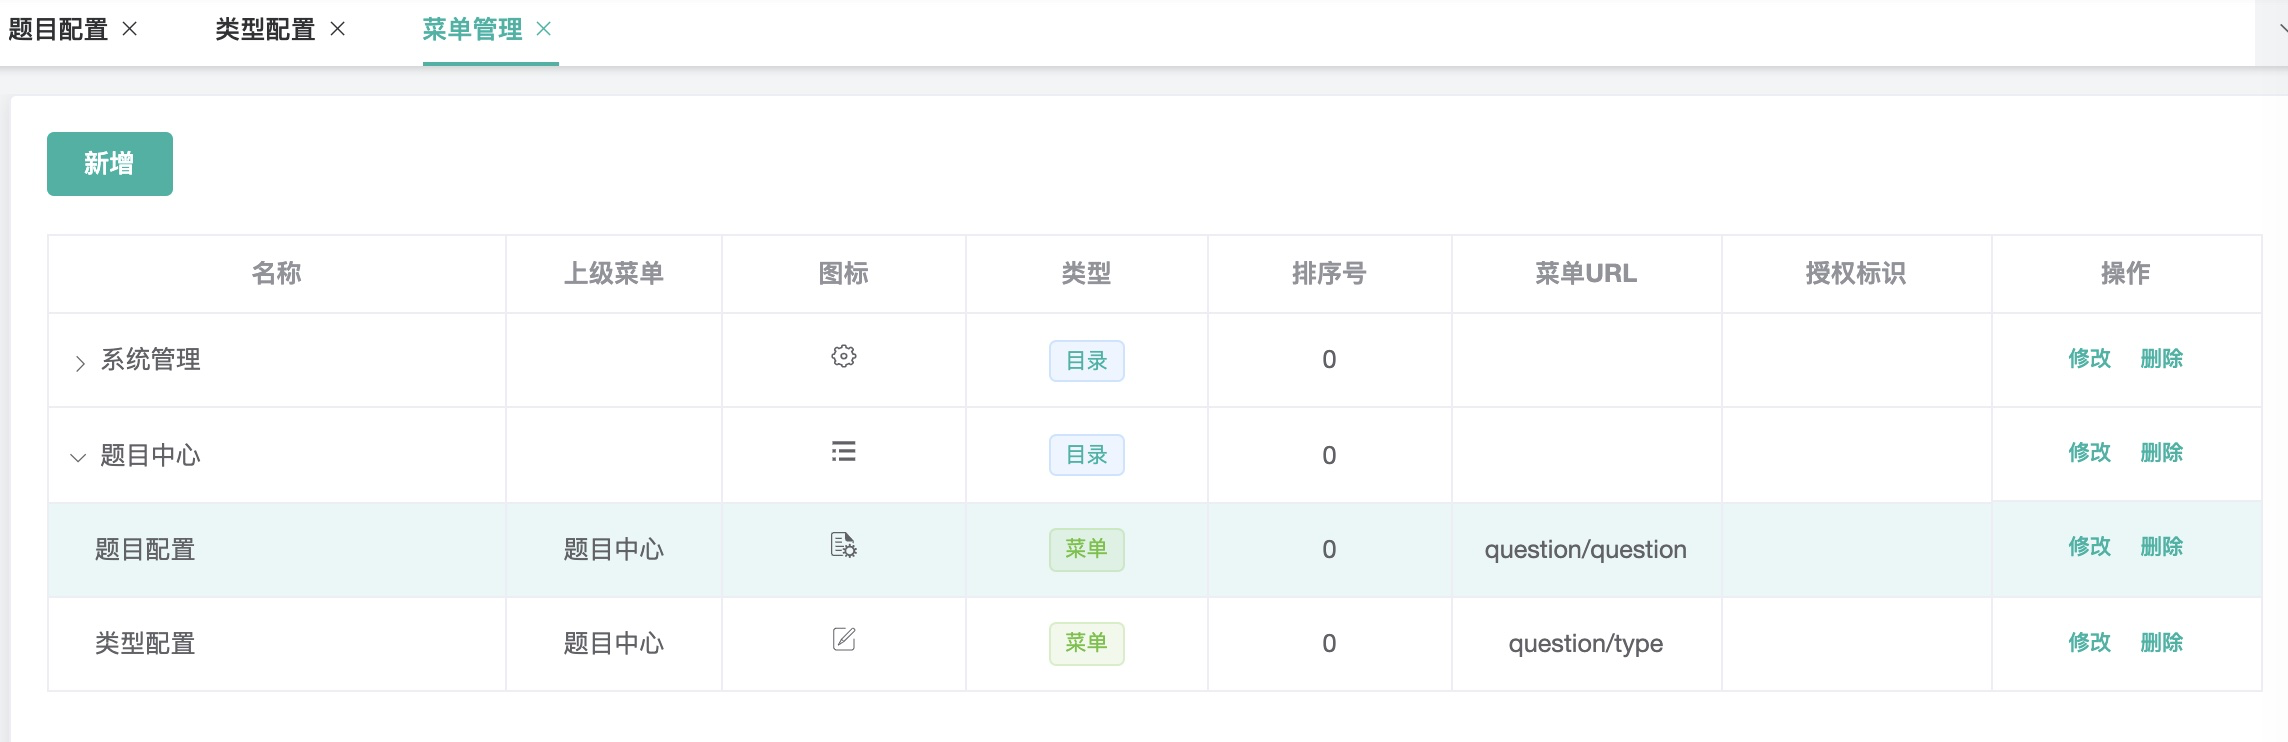 题目配置 类型配置 菜单管理
新增
名称 上级菜单 图标 类型 排序号 菜单URL 授权标识 操作
系统管理 目录 0 修改 删除
题目中心 目录 0 修改 删除
题目配置 题目中心 菜单 0 question/question 修改 删除
类型配置 题目中心 菜单 0 question/type 修改 删除